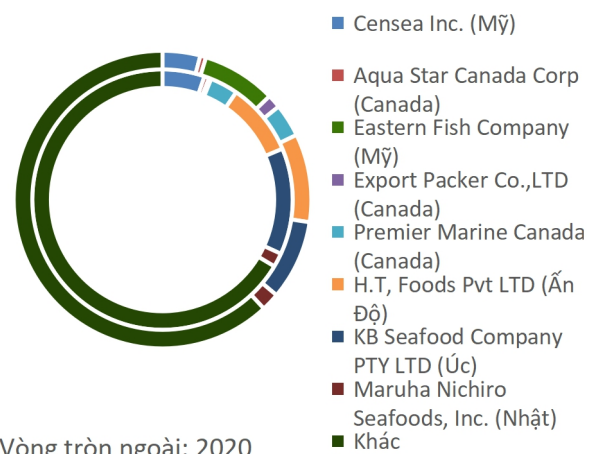 Censea Inc. (Mỹ)
Aqua Star Canada Corp
(Canada)
Eastern Fish Company
(Mỹ)
Export Packer Co.,LTD
(Canada)
Premier Marine Canada
(Canada)
H.T, Foods Pvt LTD (Ấn
Độ)
KB Seafood Company
PTY LTD (Úc)
Maruha Nichiro
Seafoods, Inc. (Nhật)
Khác
Vòng tròn ngoài: 2020